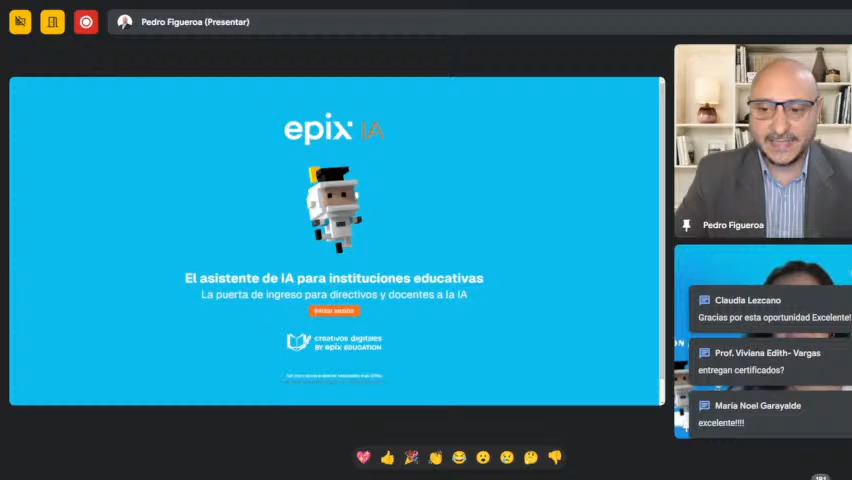 Pedro Figueroa (Presentar)
epix IA
El asistente de IA para instituciones educativas
La puerta de ingreso para directivos y docentes a la IA
Iniciar sesión
creativos digitales
BY epix EDUCATION
Pedro Figueroa
Claudia Lezcano
Gracias por esta oportunidad Excelente!
Prof. Viviana Edith- Vargas
entregan certificados?
María Noel Garayalde
excelente!!!!